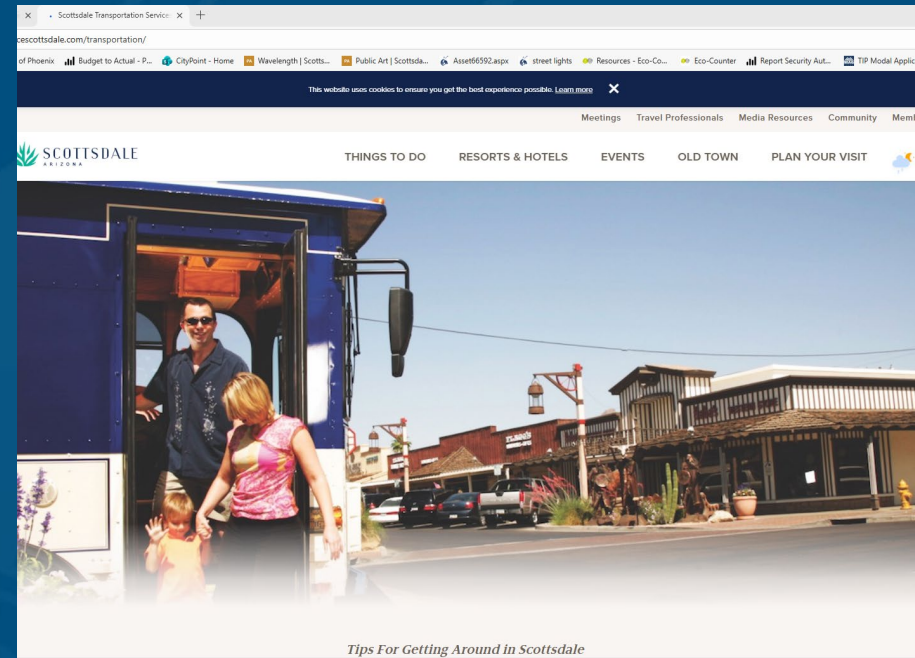 Scottsdale Transportation Service
cescottsdale.com/transportation/
of Phoenix Budget to Actual - P... CityPoint - Home Wavelength | Scotts... Public Art | Scottsda... Asset66592.aspx street lights Resources - Eco-Co... Eco-Counter Report Security Aut... TIP Modal Applic
This website uses cookies to ensure you get the best experience possible. Learn more
Meetings Travel Professionals Media Resources Community Memb
SCOTTSDALE
ARIZONA
THINGS TO DO RESORTS & HOTELS EVENTS OLD TOWN PLAN YOUR VISIT
Tips For Getting Around in Scottsdale